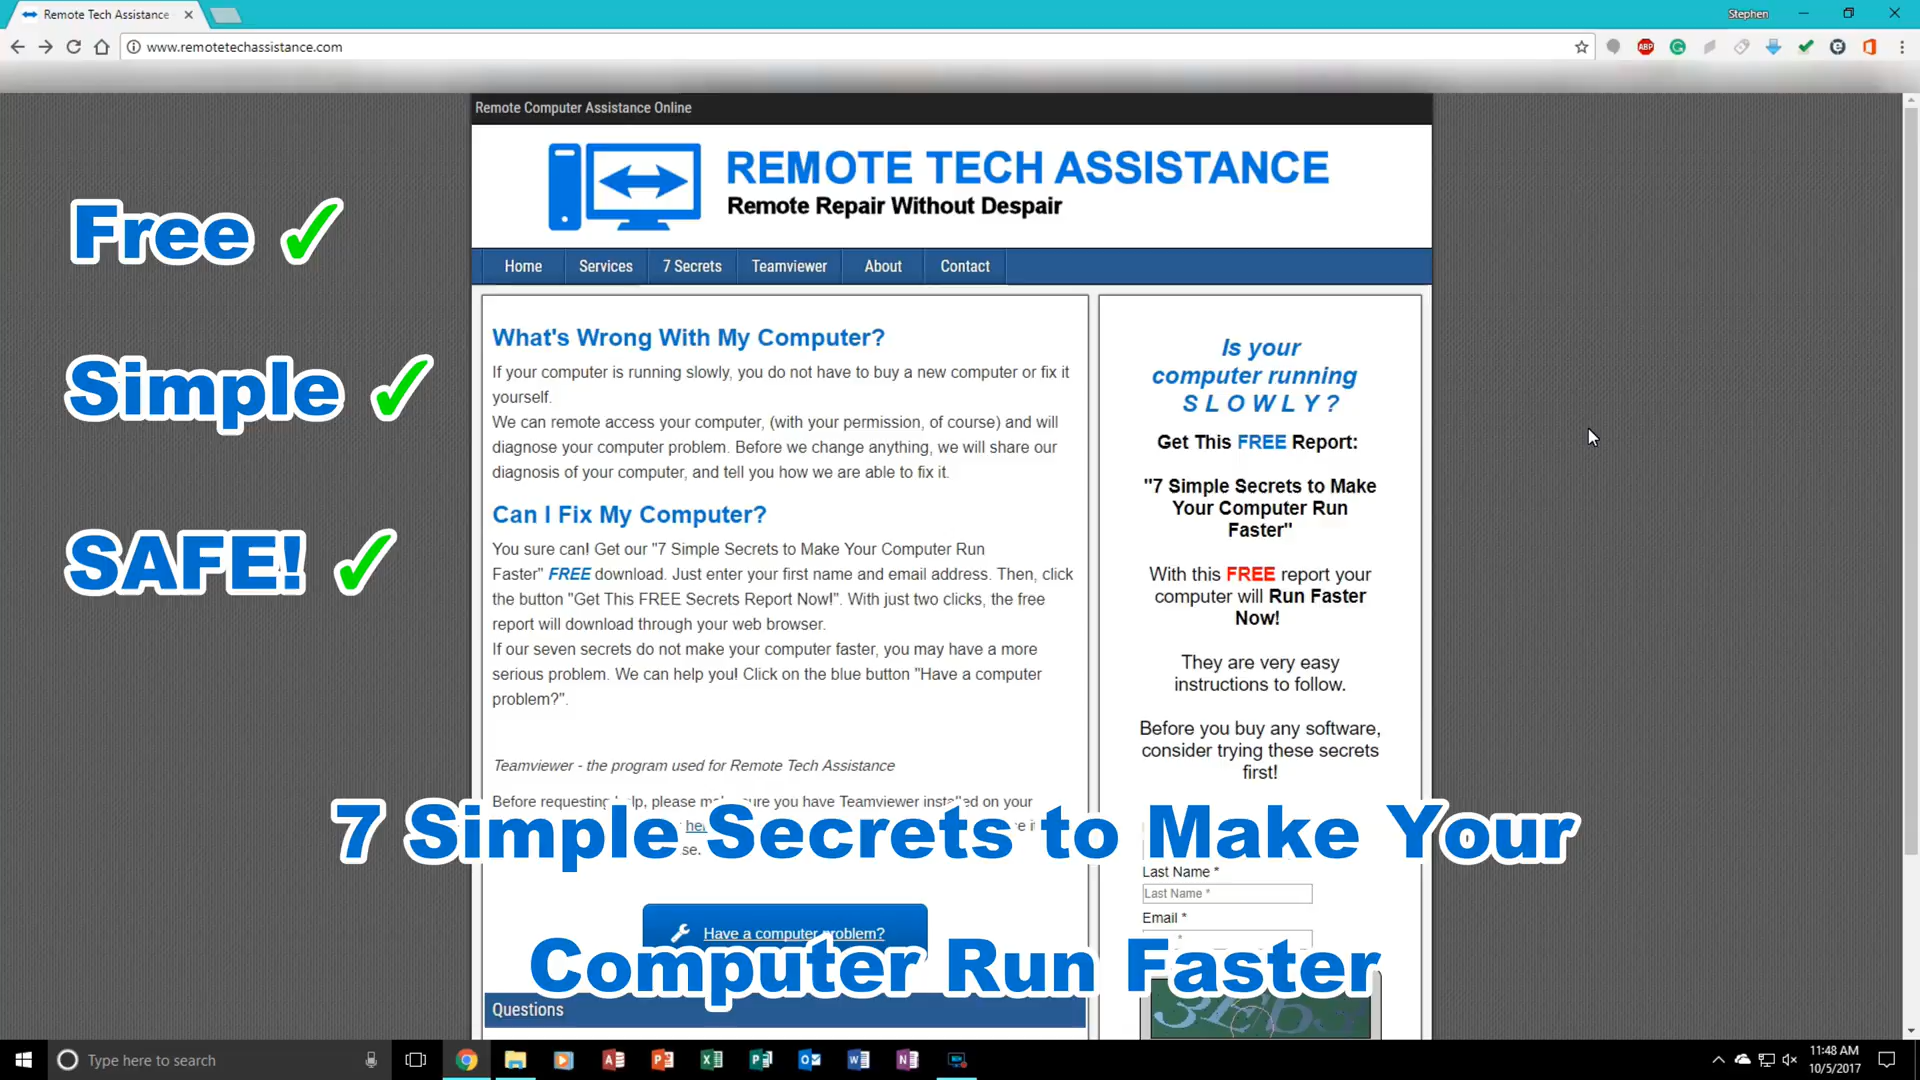 Remote Tech Assistance
Stephen
www.remotetechassistance.com
ABP
Remote Computer Assistance Online
REMOTE TECH ASSISTANCE
Remote Repair Without Despair
Home Services 7 Secrets Teamviewer About Contact
Free ✓
Simple ✓
SAFE! ✓
What's Wrong With My Computer?
If your computer is running slowly, you do not have to buy a new computer or fix it
yourself.
We can remote access your computer, (with your permission, of course) and will
diagnose your computer problem. Before we change anything, we will share our
diagnosis of your computer, and tell you how we are able to fix it.
Can I Fix My Computer?
You sure can! Get our "7 Simple Secrets to Make Your Computer Run
Faster" FREE download. Just enter your first name and email address. Then, click
the button "Get This FREE Secrets Report Now!". With just two clicks, the free
report will download through your web browser.
If our seven secrets do not make your computer faster, you may have a more
serious problem. We can help you! Click on the blue button "Have a computer
problem?".
Teamviewer - the program used for Remote Tech Assistance
Before requesting help, please make sure you have Teamviewer installed on your
Have a computer problem?
Questions
Is your
computer running
S L O W L Y ?
Get This FREE Report:
"7 Simple Secrets to Make
Your Computer Run
Faster"
With this FREE report your
computer will Run Faster
Now!
They are very easy
instructions to follow.
Before you buy any software,
consider trying these secrets
first!
Last Name *
Last Name *
Email *
7 Simple Secrets to Make Your
Computer Run Faster
Type here to search
11:48 AM
10/5/2017